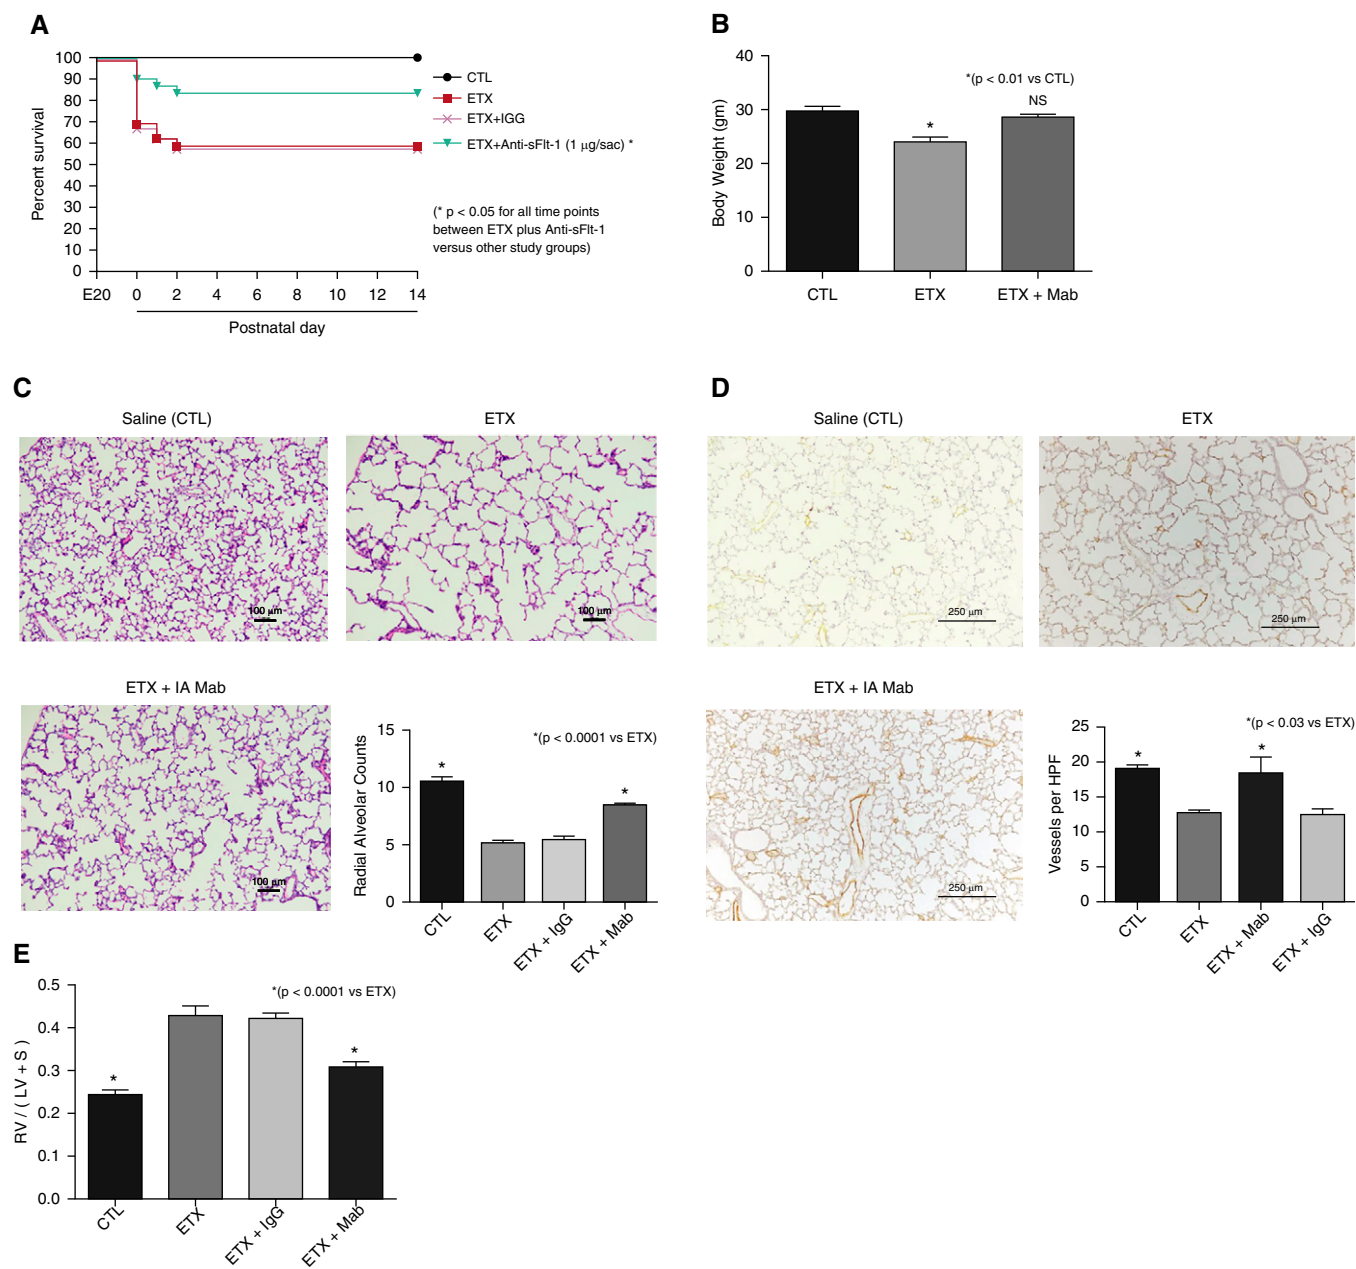 A
100
90
80
70
60
50
40
30
20
10
0
Percent survival
E20 0 2 4 6 8 10 12 14
Postnatal day
CTL
ETX
ETX+IGG
ETX+Anti-sFlt-1 (1 μg/sac) *
(* p < 0.05 for all time points
between ETX plus Anti-sFlt-1
versus other study groups)
B
40
30
20
10
0
Body Weight (gm)
*(p < 0.01 vs CTL)
NS
*
CTL ETX ETX + Mab
C
Saline (CTL)
100 μm
ETX
100 μm
ETX + IA Mab
100 μm
15
10
5
0
Radial Alveolar Counts
*(p < 0.0001 vs ETX)
*
*
CTL
ETX
ETX + IgG
ETX + Mab
D
Saline (CTL)
250 μm
ETX
250 μm
ETX + IA Mab
250 μm
25
20
15
10
5
0
Vessels per HPF
*(p < 0.03 vs ETX)
*
*
CTL
ETX
ETX + Mab
ETX + IgG
E
0.5
0.4
0.3
0.2
0.1
0.0
RV / ( LV + S )
*(p < 0.0001 vs ETX)
*
*
CTL
ETX
ETX + IgG
ETX + Mab